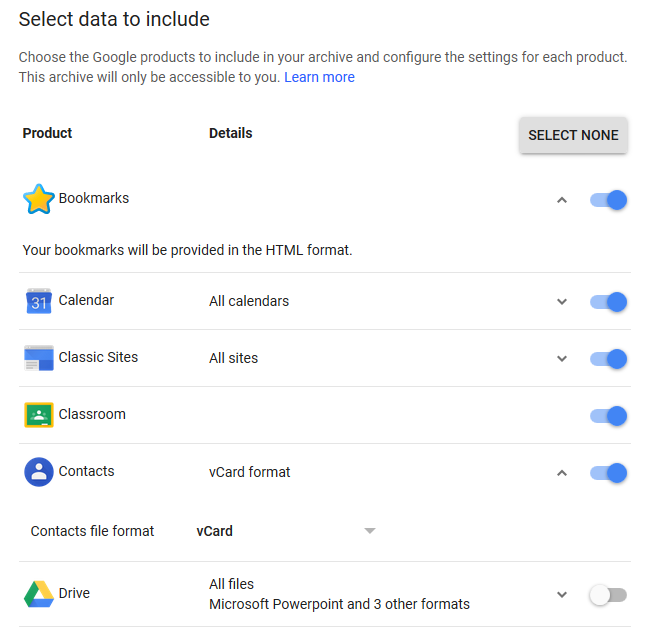 Select data to include
Choose the Google products to include in your archive and configure the settings for each product.
This archive will only be accessible to you. Learn more
Product Details SELECT NONE
Bookmarks
Your bookmarks will be provided in the HTML format.
31 Calendar All calendars
Classic Sites All sites
Classroom
Contacts vCard format
Contacts file format vCard
Drive All files
Microsoft Powerpoint and 3 other formats